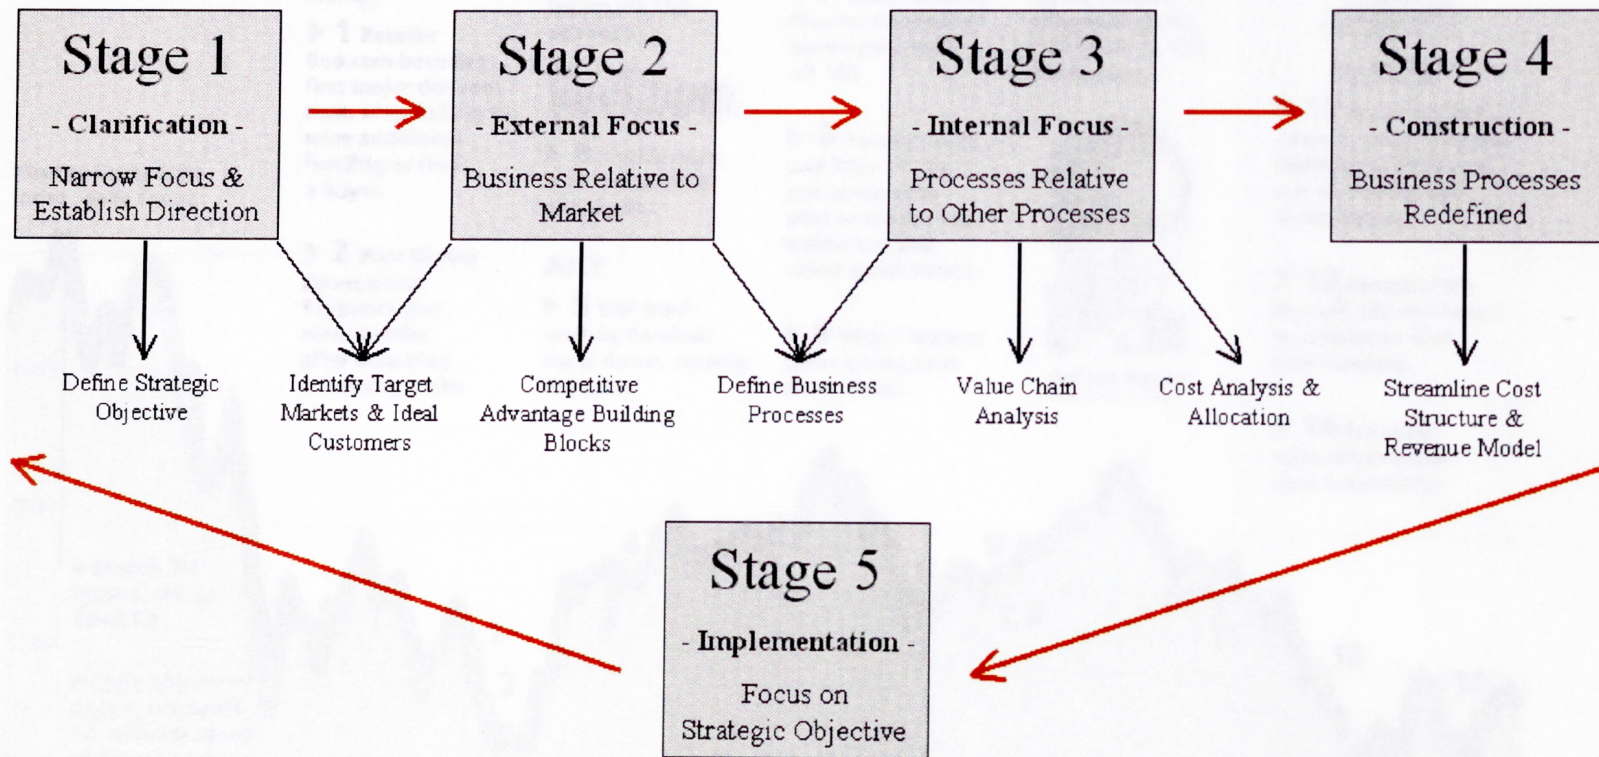 Stage 1
- Clarification -
Narrow Focus &
Establish Direction
Stage 2
- External Focus -
Business Relative to
Market
Stage 3
- Internal Focus -
Processes Relative
to Other Processes
Stage 4
- Construction -
Business Processes
Redefined
Define Strategic
Objective
Identify Target
Markets & Ideal
Customers
Competitive
Advantage Building
Blocks
Define Business
Processes
Value Chain
Analysis
Cost Analysis &
Allocation
Streamline Cost
Structure &
Revenue Model
Stage 5
- Implementation -
Focus on
Strategic Objective